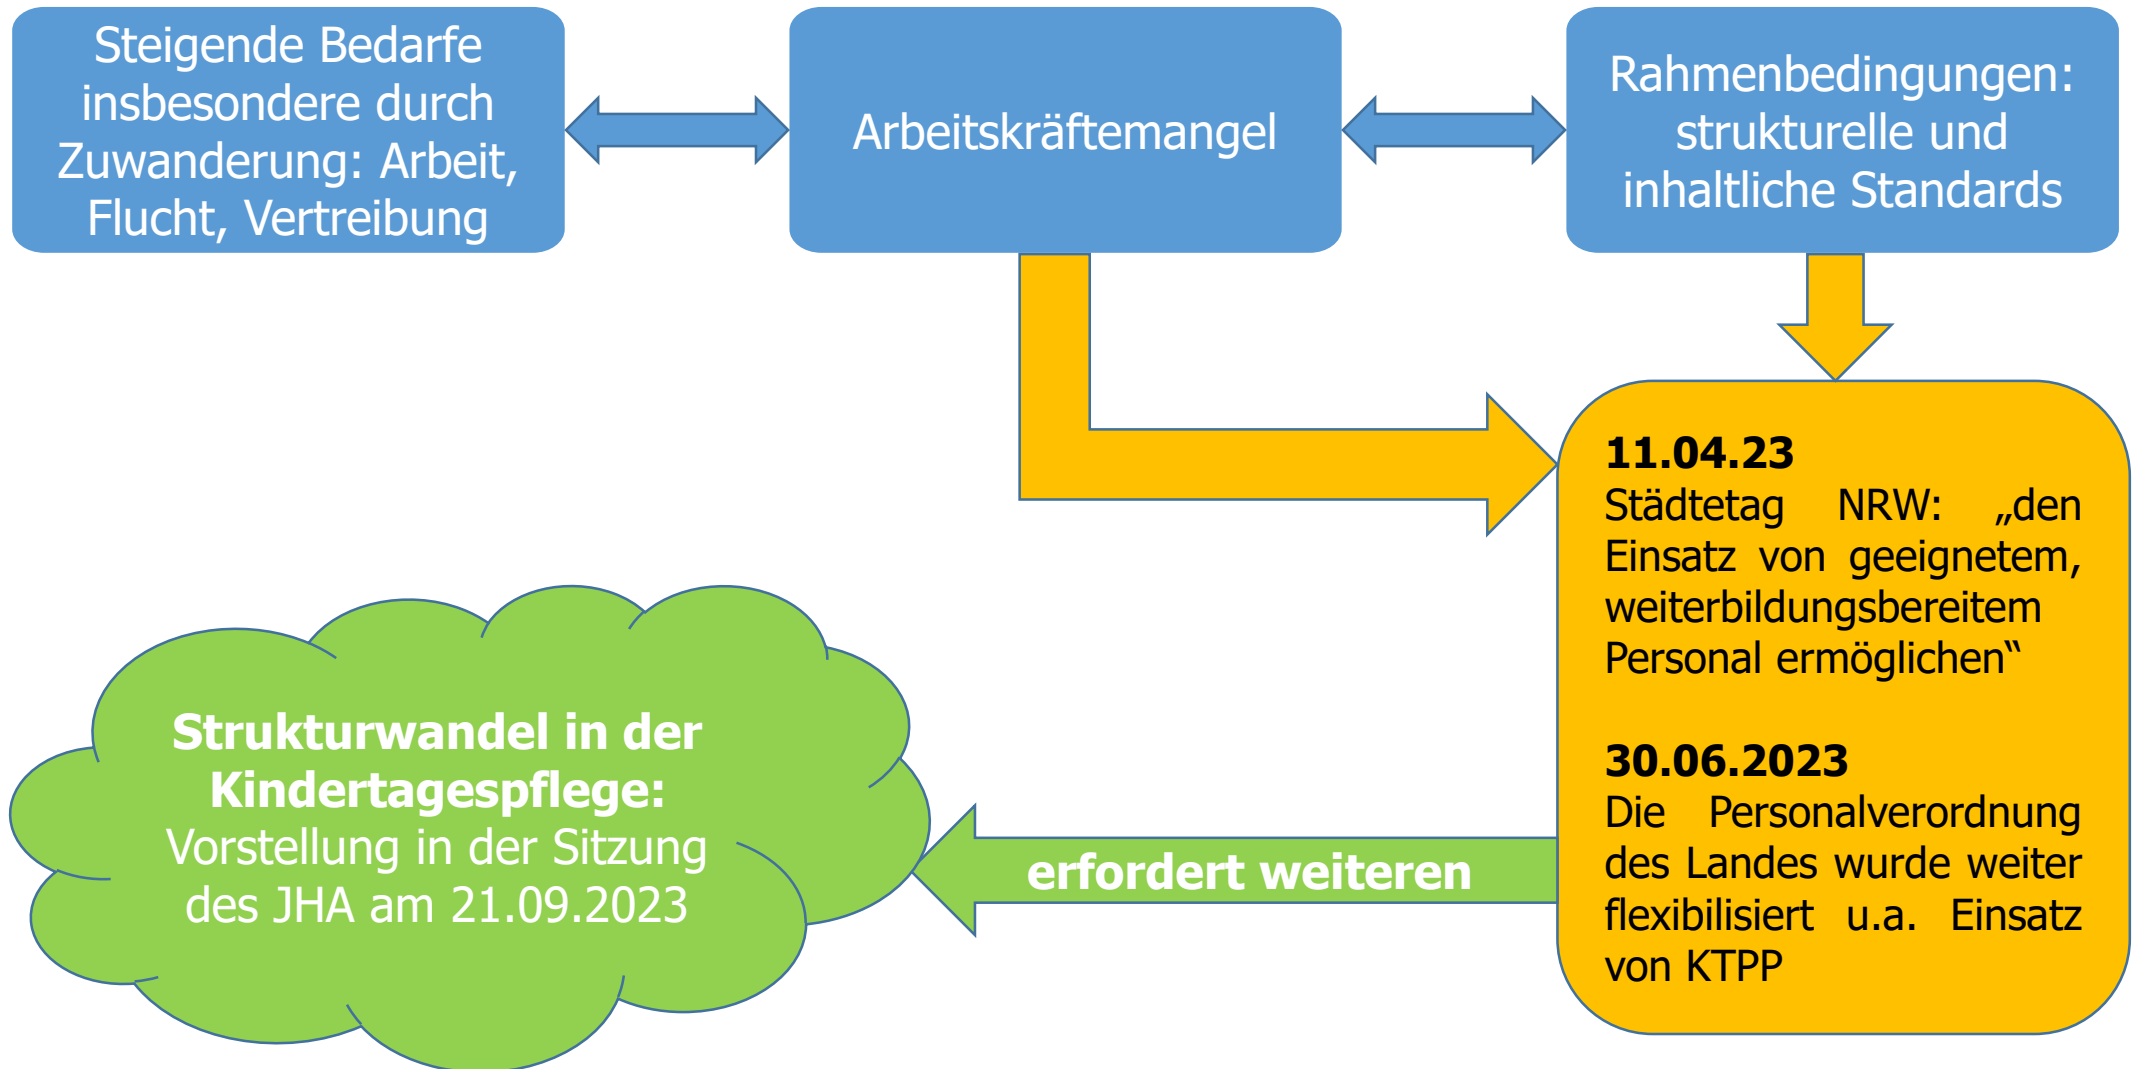 Steigende Bedarfe
insbesondere durch
Zuwanderung: Arbeit,
Flucht, Vertreibung
Arbeitskräftemangel
Rahmenbedingungen:
strukturelle und
inhaltliche Standards
11.04.23
Städtetag NRW: „den
Einsatz von geeignetem,
weiterbildungsbereitem
Personal ermöglichen“
30.06.2023
Die Personalverordnung
des Landes wurde weiter
flexibilisiert u.a. Einsatz
von KTPP
erfordert weiteren
Strukturwandel in der
Kindertagespflege:
Vorstellung in der Sitzung
des JHA am 21.09.2023